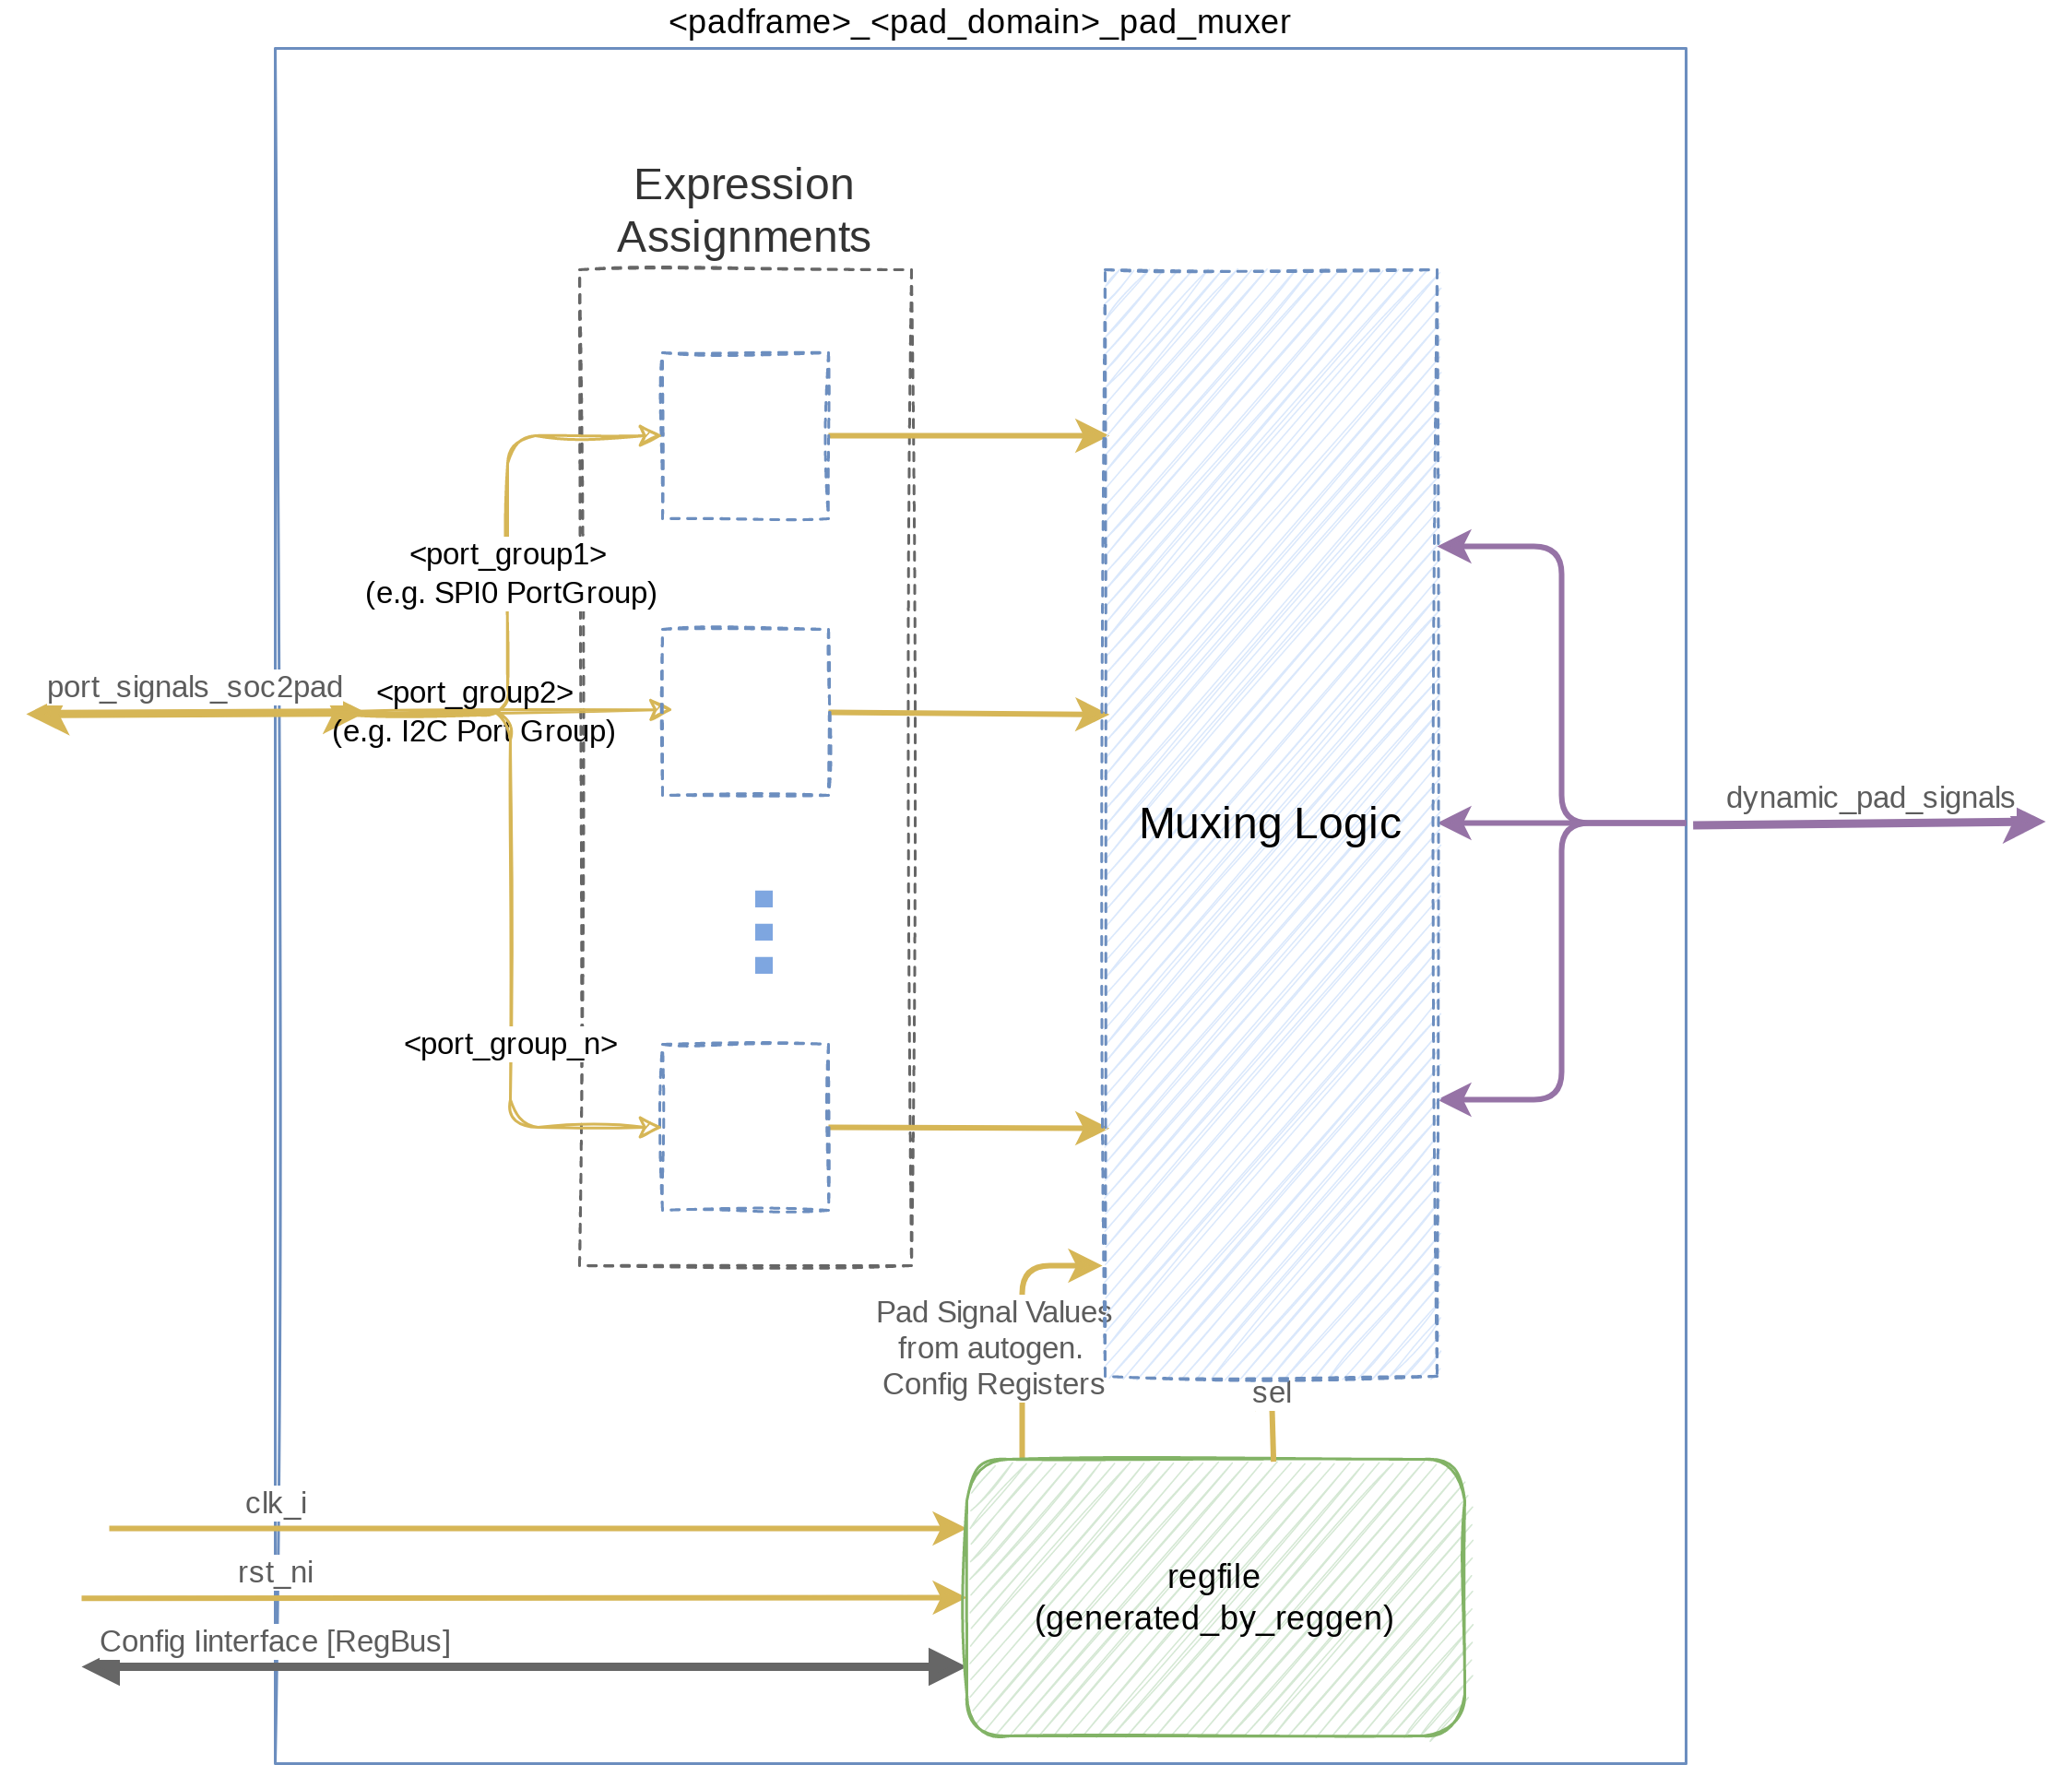 <padframe>_<pad_domain>_pad_muxer
Expression
Assignments
<port_group1>
(e.g. SPI0 PortGroup)
port_signals_soc2pad
<port_group2>
(e.g. I2C Port Group)
dynamic_pad_signals
Muxing Logic
<port_group_n>
Pad Signal Values
from autogen.
Config Registers
sel
clk_i
rst_ni
Config Iinterface [RegBus]
regfile
(generated_by_reggen)